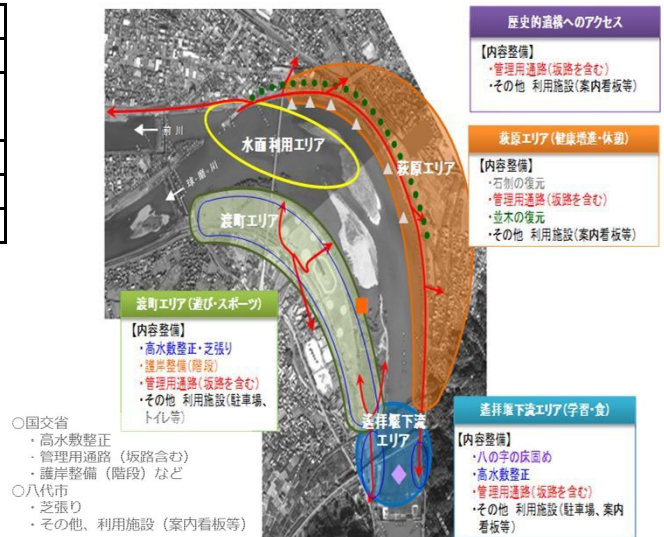 歴史的遺構へのアクセス
【内容整備】
・管理用通路(坂路を含む)
・その他 利用施設(案内看板等)
萩原エリア(健康増進・休憩)
【内容整備】
・石刎の復元
・管理用通路(坂路を含む)
・並木の復元
・その他 利用施設(案内看板等)
前川
球磨川
水面利用エリア
萩原エリア
渡町エリア
渡町エリア(遊び・スポーツ)
【内容整備】
・高水敷整正・芝張り
・護岸整備(階段)
・管理用通路(坂路を含む)
・その他 利用施設(駐車場、
トイレ等)
遥拝堰下流
エリア
遥拝堰下流エリア(学習・食)
【内容整備】
・八の字の床固め
・高水敷整正
・管理用通路(坂路を含む)
・その他 利用施設(駐車場、案内
看板等)
○国交省
・高水敷整正
・管理用通路(坂路含む)
・護岸整備(階段)など
○八代市
・芝張り
・その他、利用施設(案内看板等)